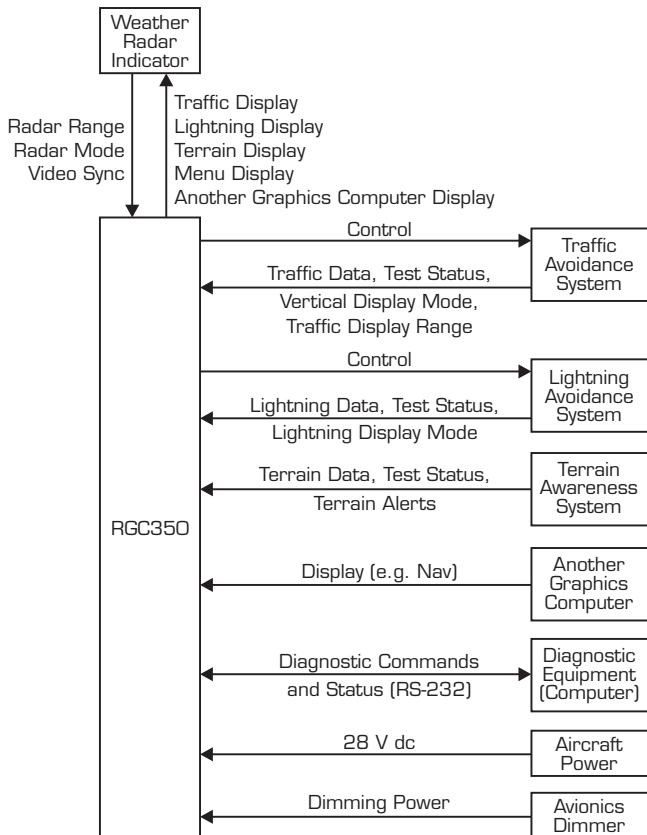 Weather
Radar
Indicator
Radar Range
Radar Mode
Video Sync
Traffic Display
Lightning Display
Terrain Display
Menu Display
Another Graphics Computer Display
RGC350
Control
Traffic Data, Test Status,
Vertical Display Mode,
Traffic Display Range
Traffic
Avoidance
System
Control
Lightning Data, Test Status,
Lightning Display Mode
Lightning
Avoidance
System
Terrain Data, Test Status,
Terrain Alerts
Terrain
Awareness
System
Display (e.g. Nav)
Another
Graphics
Computer
Diagnostic Commands
and Status (RS-232)
Diagnostic
Equipment
(Computer)
28 V dc
Aircraft
Power
Dimming Power
Avionics
Dimmer